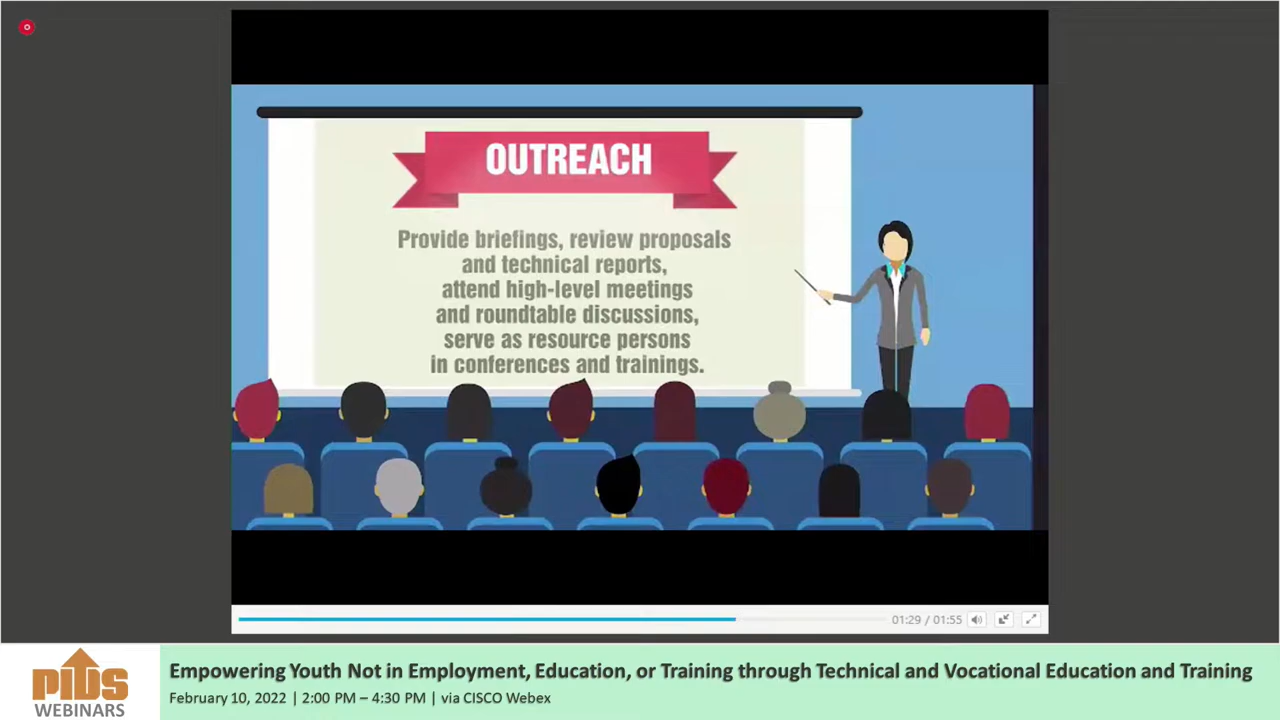 OUTREACH
Provide briefings, review proposals
and technical reports,
attend high-level meetings
and roundtable discussions,
serve as resource persons
in conferences and trainings.
01:29 / 01:55
PIDS
WEBINARS
Empowering Youth Not in Employment, Education, or Training through Technical and Vocational Education and Training
February 10, 2022 | 2:00 PM – 4:30 PM | via CISCO Webex